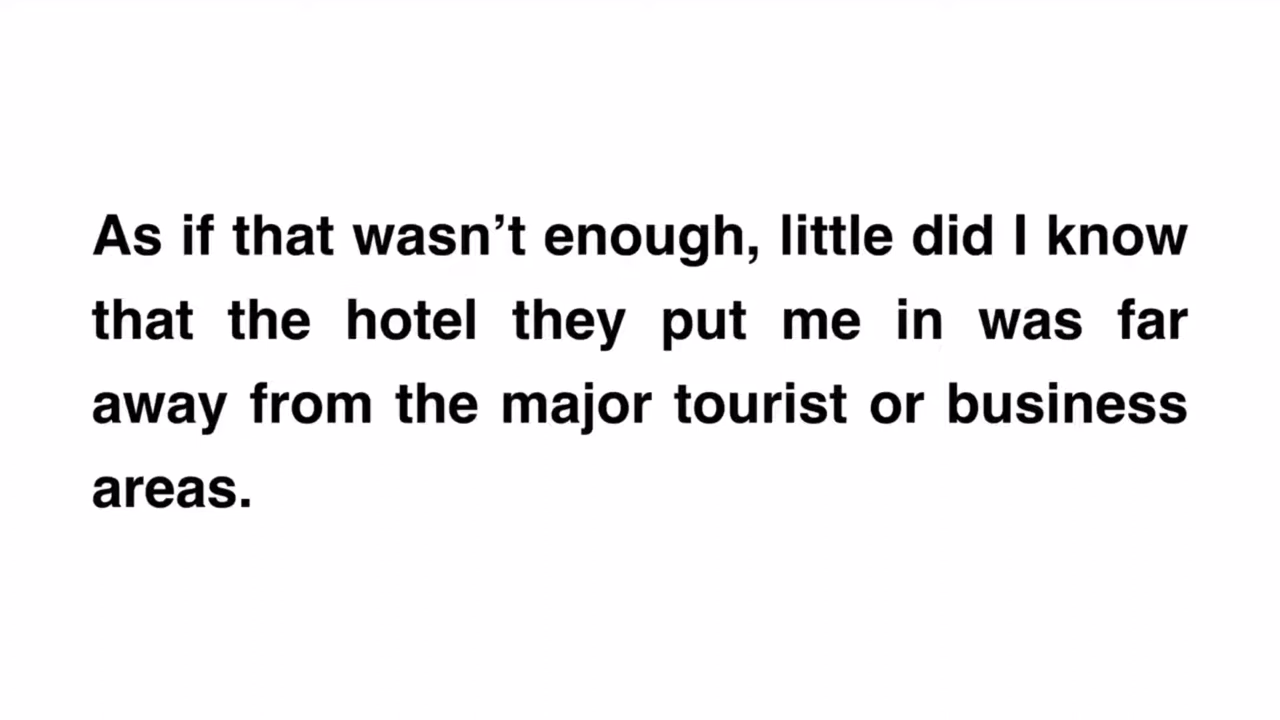 As if that wasn’t enough, little did I know
that the hotel they put me in was far
away from the major tourist or business
areas.